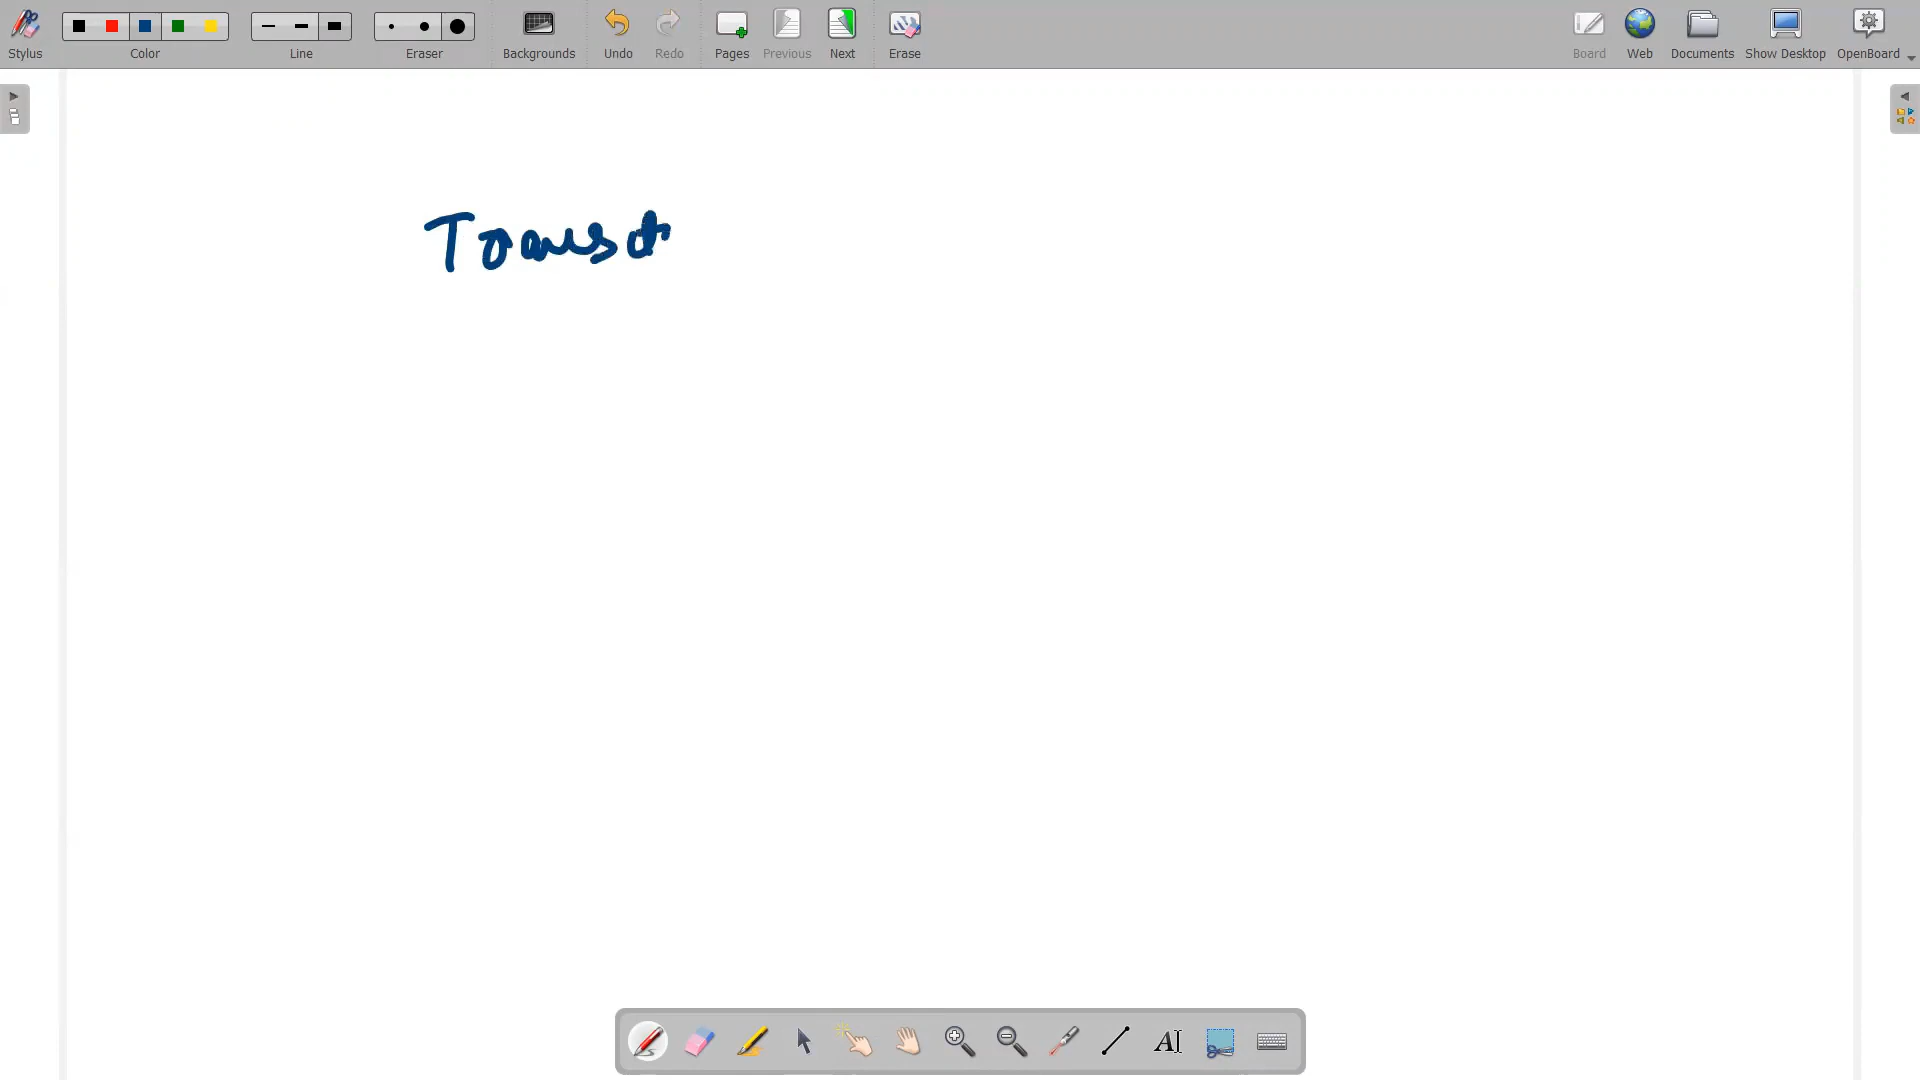 Stylus
Color
Line
Eraser
Backgrounds
Undo
Redo
Pages
Previous
Next
Erase
Board
Web
Documents
Show Desktop
OpenBoard